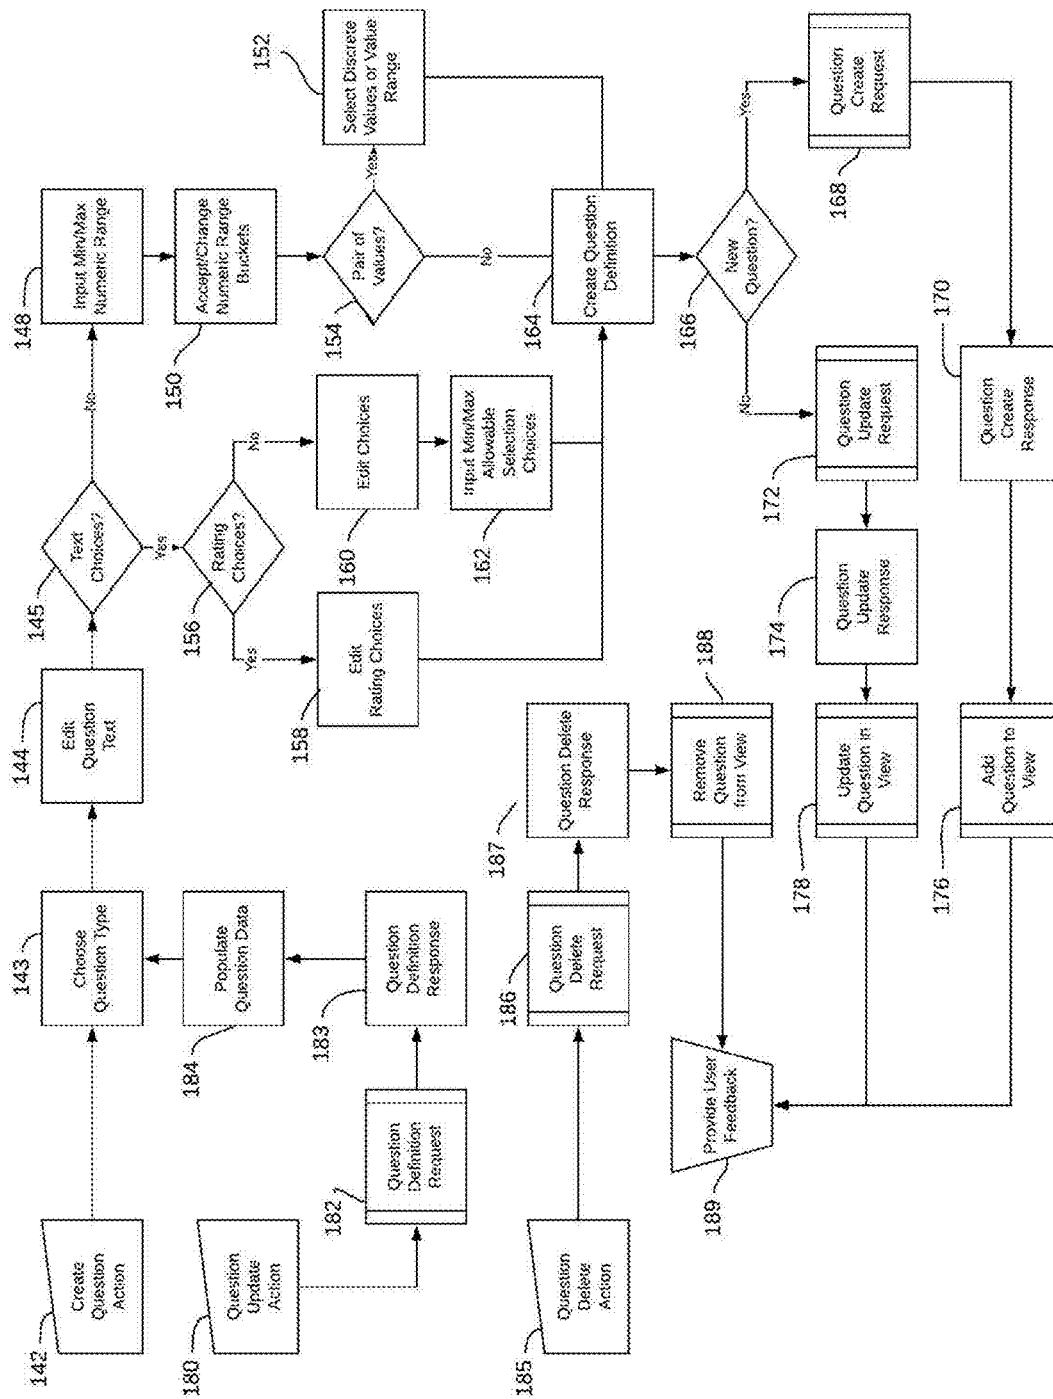 142
Create
Question
Action
143
Choose
Question Type
144
Edit
Question
Text
145
Text
Choices?
No
Yes
148
Input Min/Max
Numeric Range
150
Accept/Change
Numeric Range
Buckets
154
Pair of
Values?
Yes
No
152
Select Discrete
Values or Value
Range
156
Rating
Choices?
Yes
No
158
Edit
Rating Choices
160
Edit Choices
162
Input Min/Max
Allowable
Selection
Choices
164
Create Question
Definition
166
New
Question?
Yes
No
168
Question
Create
Request
170
Question
Create
Response
172
Question
Update
Request
174
Question
Update
Response
178
Update
Question in
View
176
Add
Question to
View
180
Question
Update
Action
182
Question
Definition
Request
183
Question
Definition
Response
184
Populate
Question Data
185
Question
Delete
Action
186
Question
Delete
Request
187
Question Delete
Response
188
Remove
Question
from View
189
Provide User
Feedback